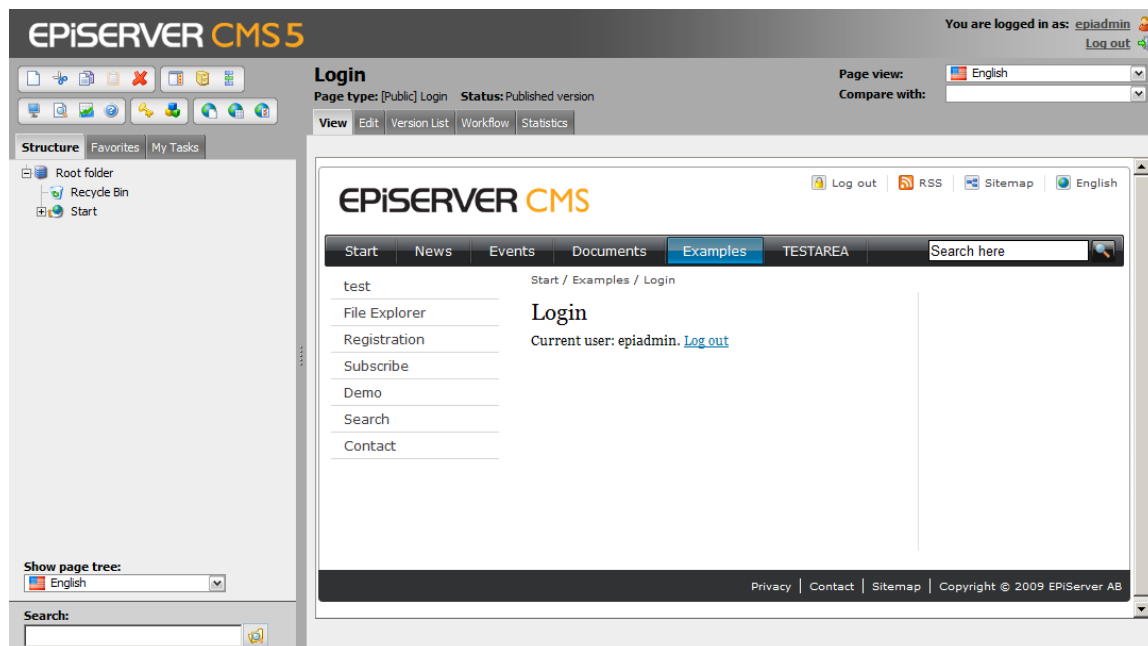 EPiSERVER CMS 5
You are logged in as: epiadmin
Log out
Login
Page type: [Public] Login Status: Published version
Page view: English
Compare with:
View Edit Version List Workflow Statistics
Structure Favorites My Tasks
Root folder
Recycle Bin
Start
EPiSERVER CMS
Log out RSS Sitemap English
Start News Events Documents Examples TESTAREA Search here
test
File Explorer
Registration
Subscribe
Demo
Search
Contact
Start / Examples / Login
Login
Current user: epiadmin. Log out
Show page tree:
English
Search:
Privacy | Contact | Sitemap | Copyright © 2009 EPiServer AB